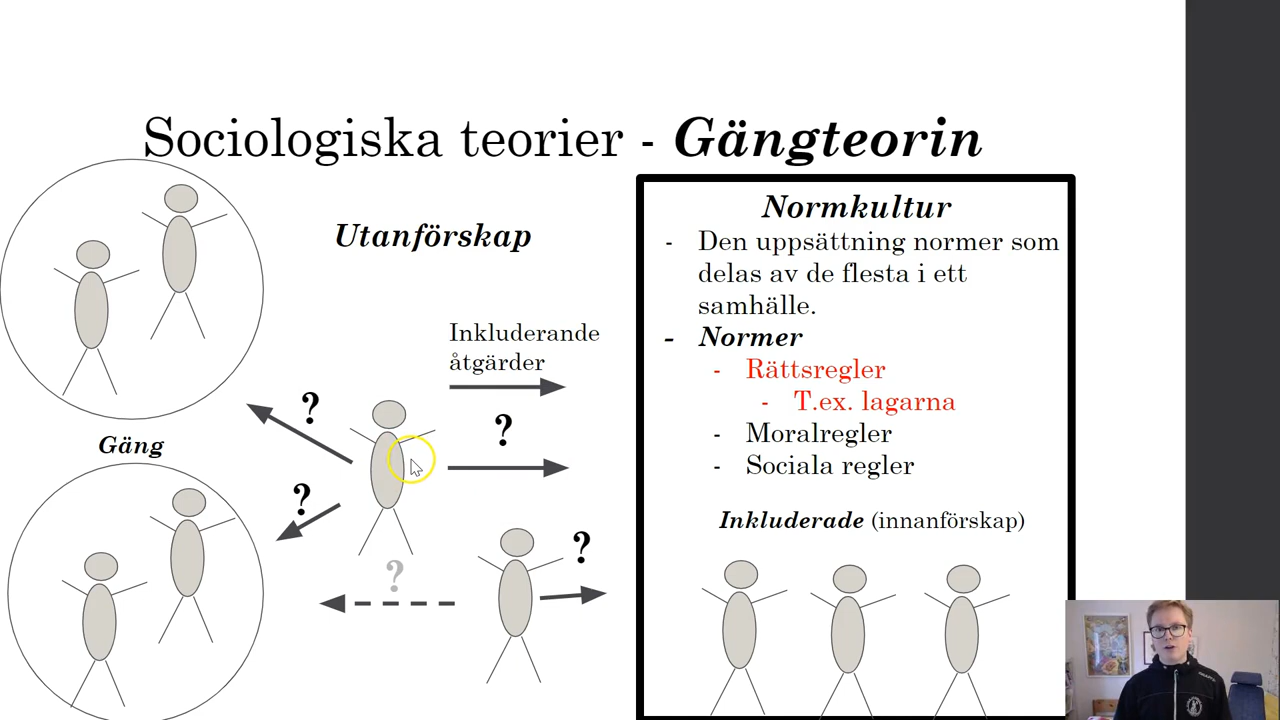 Sociologiska teorier - Gängteorin
Utanförskap
Inkluderande
åtgärder
?
?
?
?
?
Gäng
Normkultur
- Den uppsättning normer som
delas av de flesta i ett
samhälle.
- Normer
- Rättsregler
- T.ex. lagarna
- Moralregler
- Sociala regler
Inkluderade (innanförskap)